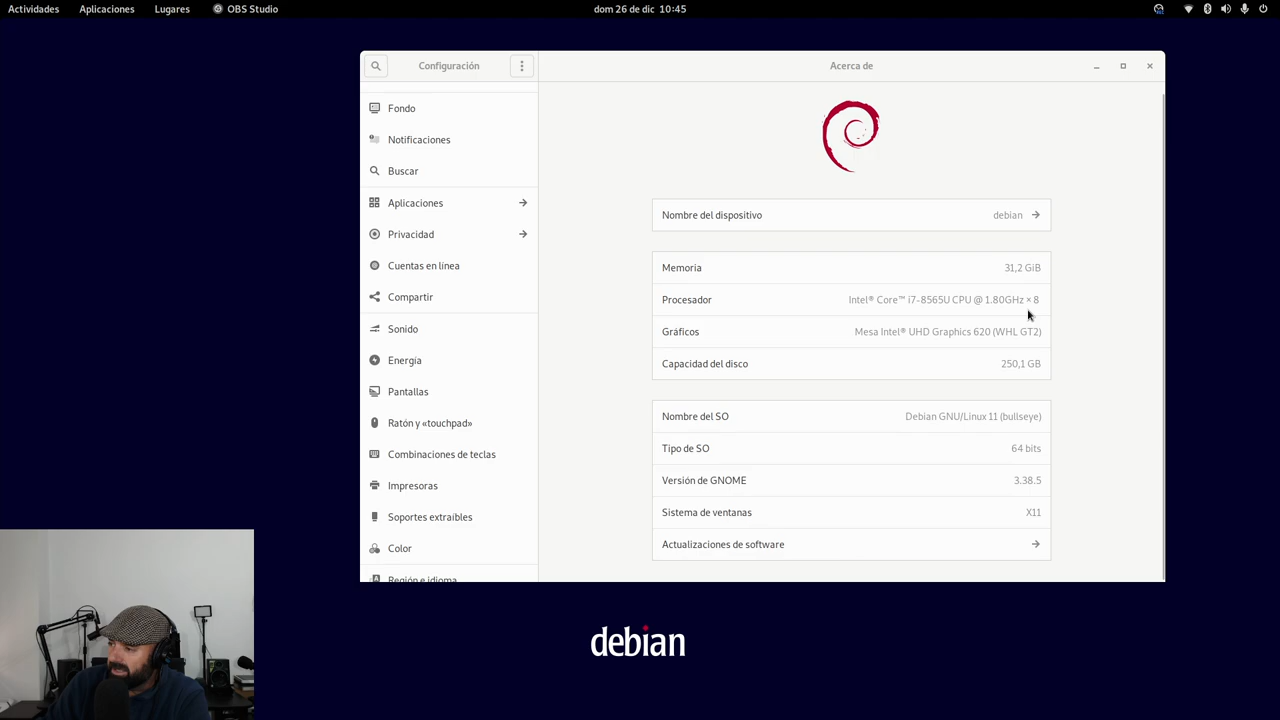 Actividades Aplicaciones Lugares OBS Studio dom 26 de dic 10:45
Configuración Acerca de
Fondo
Notificaciones
Buscar
Aplicaciones
Privacidad
Cuentas en línea
Compartir
Sonido
Energía
Pantallas
Ratón y «touchpad»
Combinaciones de teclas
Impresoras
Soportes extraíbles
Color
Región e idioma
Nombre del dispositivo debian
Memoria 31,2 GiB
Procesador Intel® Core™ i7-8565U CPU @ 1.80GHz × 8
Gráficos Mesa Intel® UHD Graphics 620 (WHL GT2)
Capacidad del disco 250,1 GB
Nombre del SO Debian GNU/Linux 11 (bullseye)
Tipo de SO 64 bits
Versión de GNOME 3.38.5
Sistema de ventanas X11
Actualizaciones de software
debian